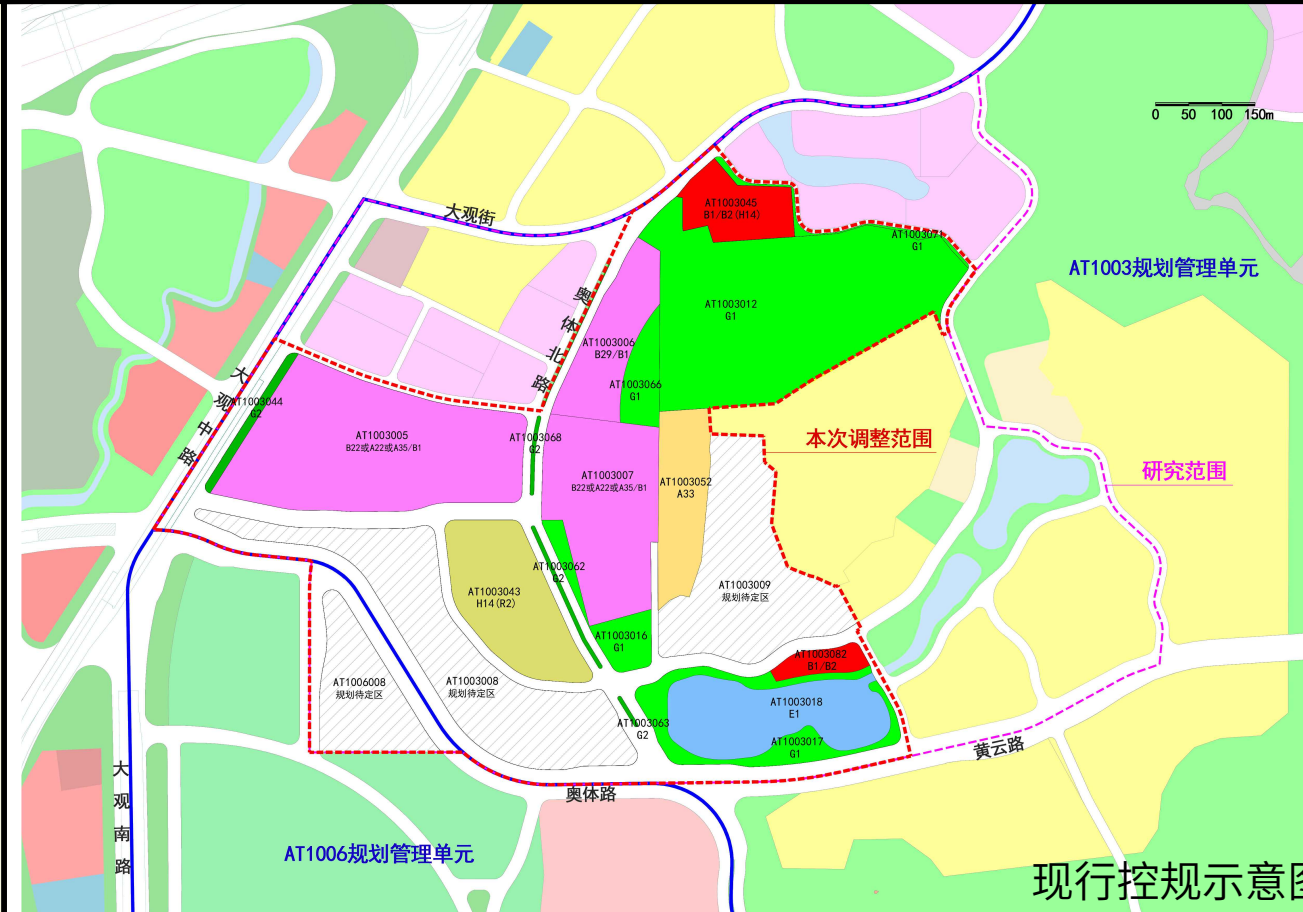 0 50 100 150m
大观街
AT1003045
B1/B2(H14)
AT1003071
G1
AT1003规划管理单元
奥体北路
AT1003012
G1
AT1003006
B29/B1
AT1003066
G1
大观中路
AT1003044
G2
AT1003005
B22或A22或A35/B1
AT1003068
G2
本次调整范围
研究范围
AT1003007
B22或A22或A35/B1
AT1003052
A33
AT1003062
G2
AT1003043
H14(R2)
AT1003009
规划待定区
AT1003016
G1
AT1003082
B1/B2
AT1006008
规划待定区
AT1003008
规划待定区
AT1003018
E1
AT1003063
G2
AT1003017
G1
黄云路
大观南路
奥体路
AT1006规划管理单元
现行控规示意图